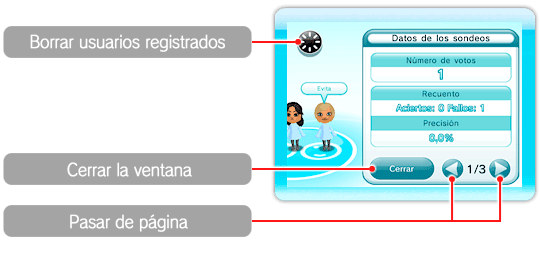 Borrar usuarios registrados
Datos de los sondeos
Número de votos
1
Evita
Recuento
Aciertos: 0 Fallos: 1
Precisión
0,0%
Cerrar la ventana
Cerrar
1/3
Pasar de página